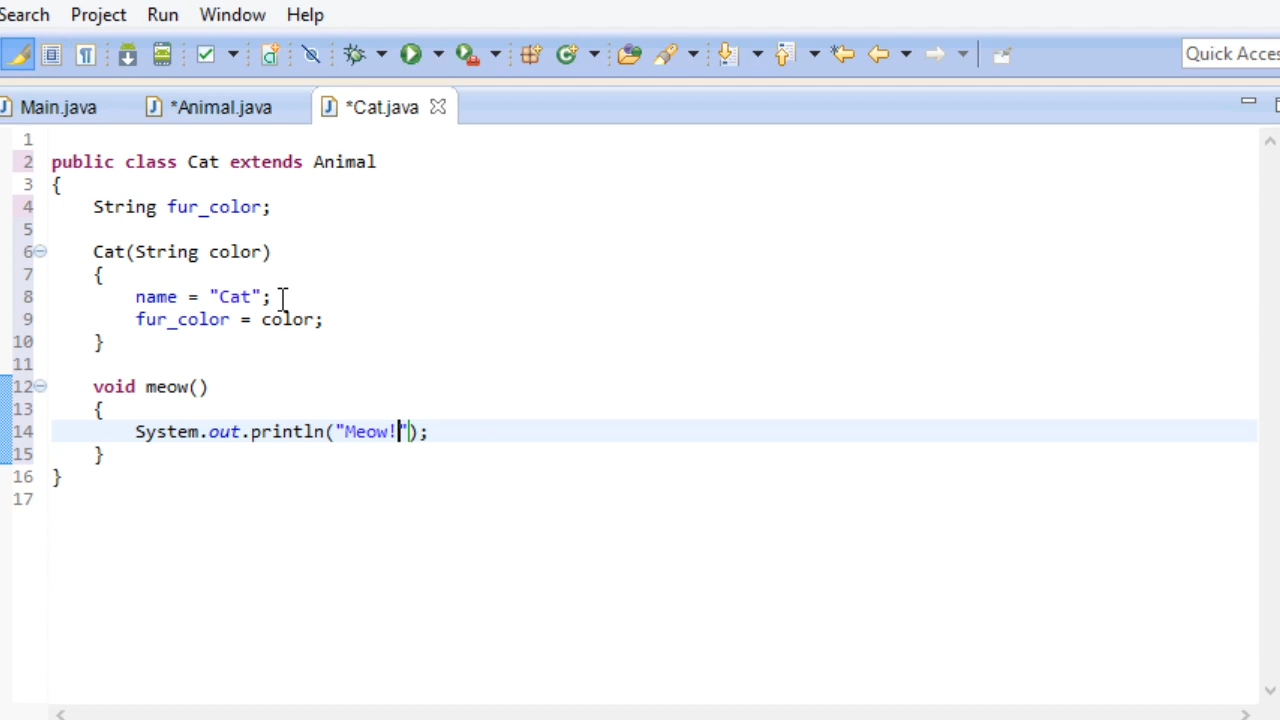 Search Project Run Window Help
Quick Acces
Main.java *Animal.java *Cat.java
1
2 public class Cat extends Animal
3 {
4 String fur_color;
5
6 Cat(String color)
7 {
8 name = "Cat";
9 fur_color = color;
10 }
11
12 void meow()
13 {
14 System.out.println("Meow!");
15 }
16 }
17